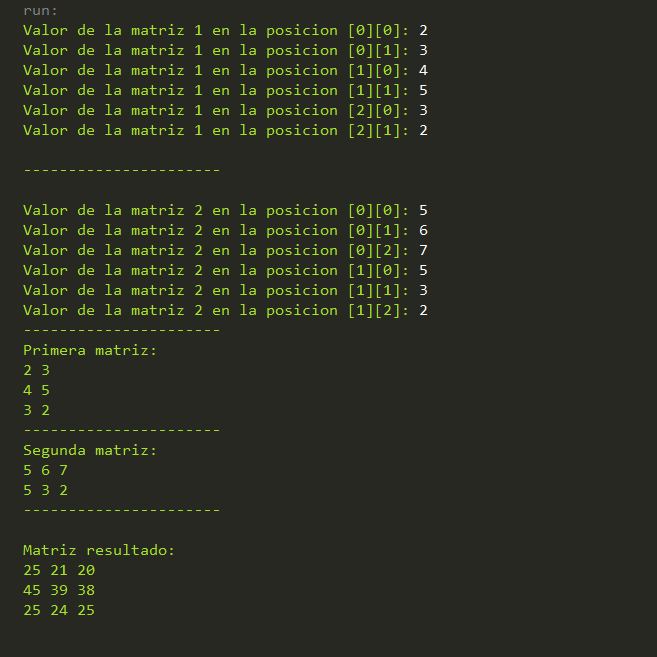 run:
Valor de la matriz 1 en la posicion [0][0]: 2
Valor de la matriz 1 en la posicion [0][1]: 3
Valor de la matriz 1 en la posicion [1][0]: 4
Valor de la matriz 1 en la posicion [1][1]: 5
Valor de la matriz 1 en la posicion [2][0]: 3
Valor de la matriz 1 en la posicion [2][1]: 2
----------------------
Valor de la matriz 2 en la posicion [0][0]: 5
Valor de la matriz 2 en la posicion [0][1]: 6
Valor de la matriz 2 en la posicion [0][2]: 7
Valor de la matriz 2 en la posicion [1][0]: 5
Valor de la matriz 2 en la posicion [1][1]: 3
Valor de la matriz 2 en la posicion [1][2]: 2
----------------------
Primera matriz:
2 3
4 5
3 2
----------------------
Segunda matriz:
5 6 7
5 3 2
----------------------
Matriz resultado:
25 21 20
45 39 38
25 24 25